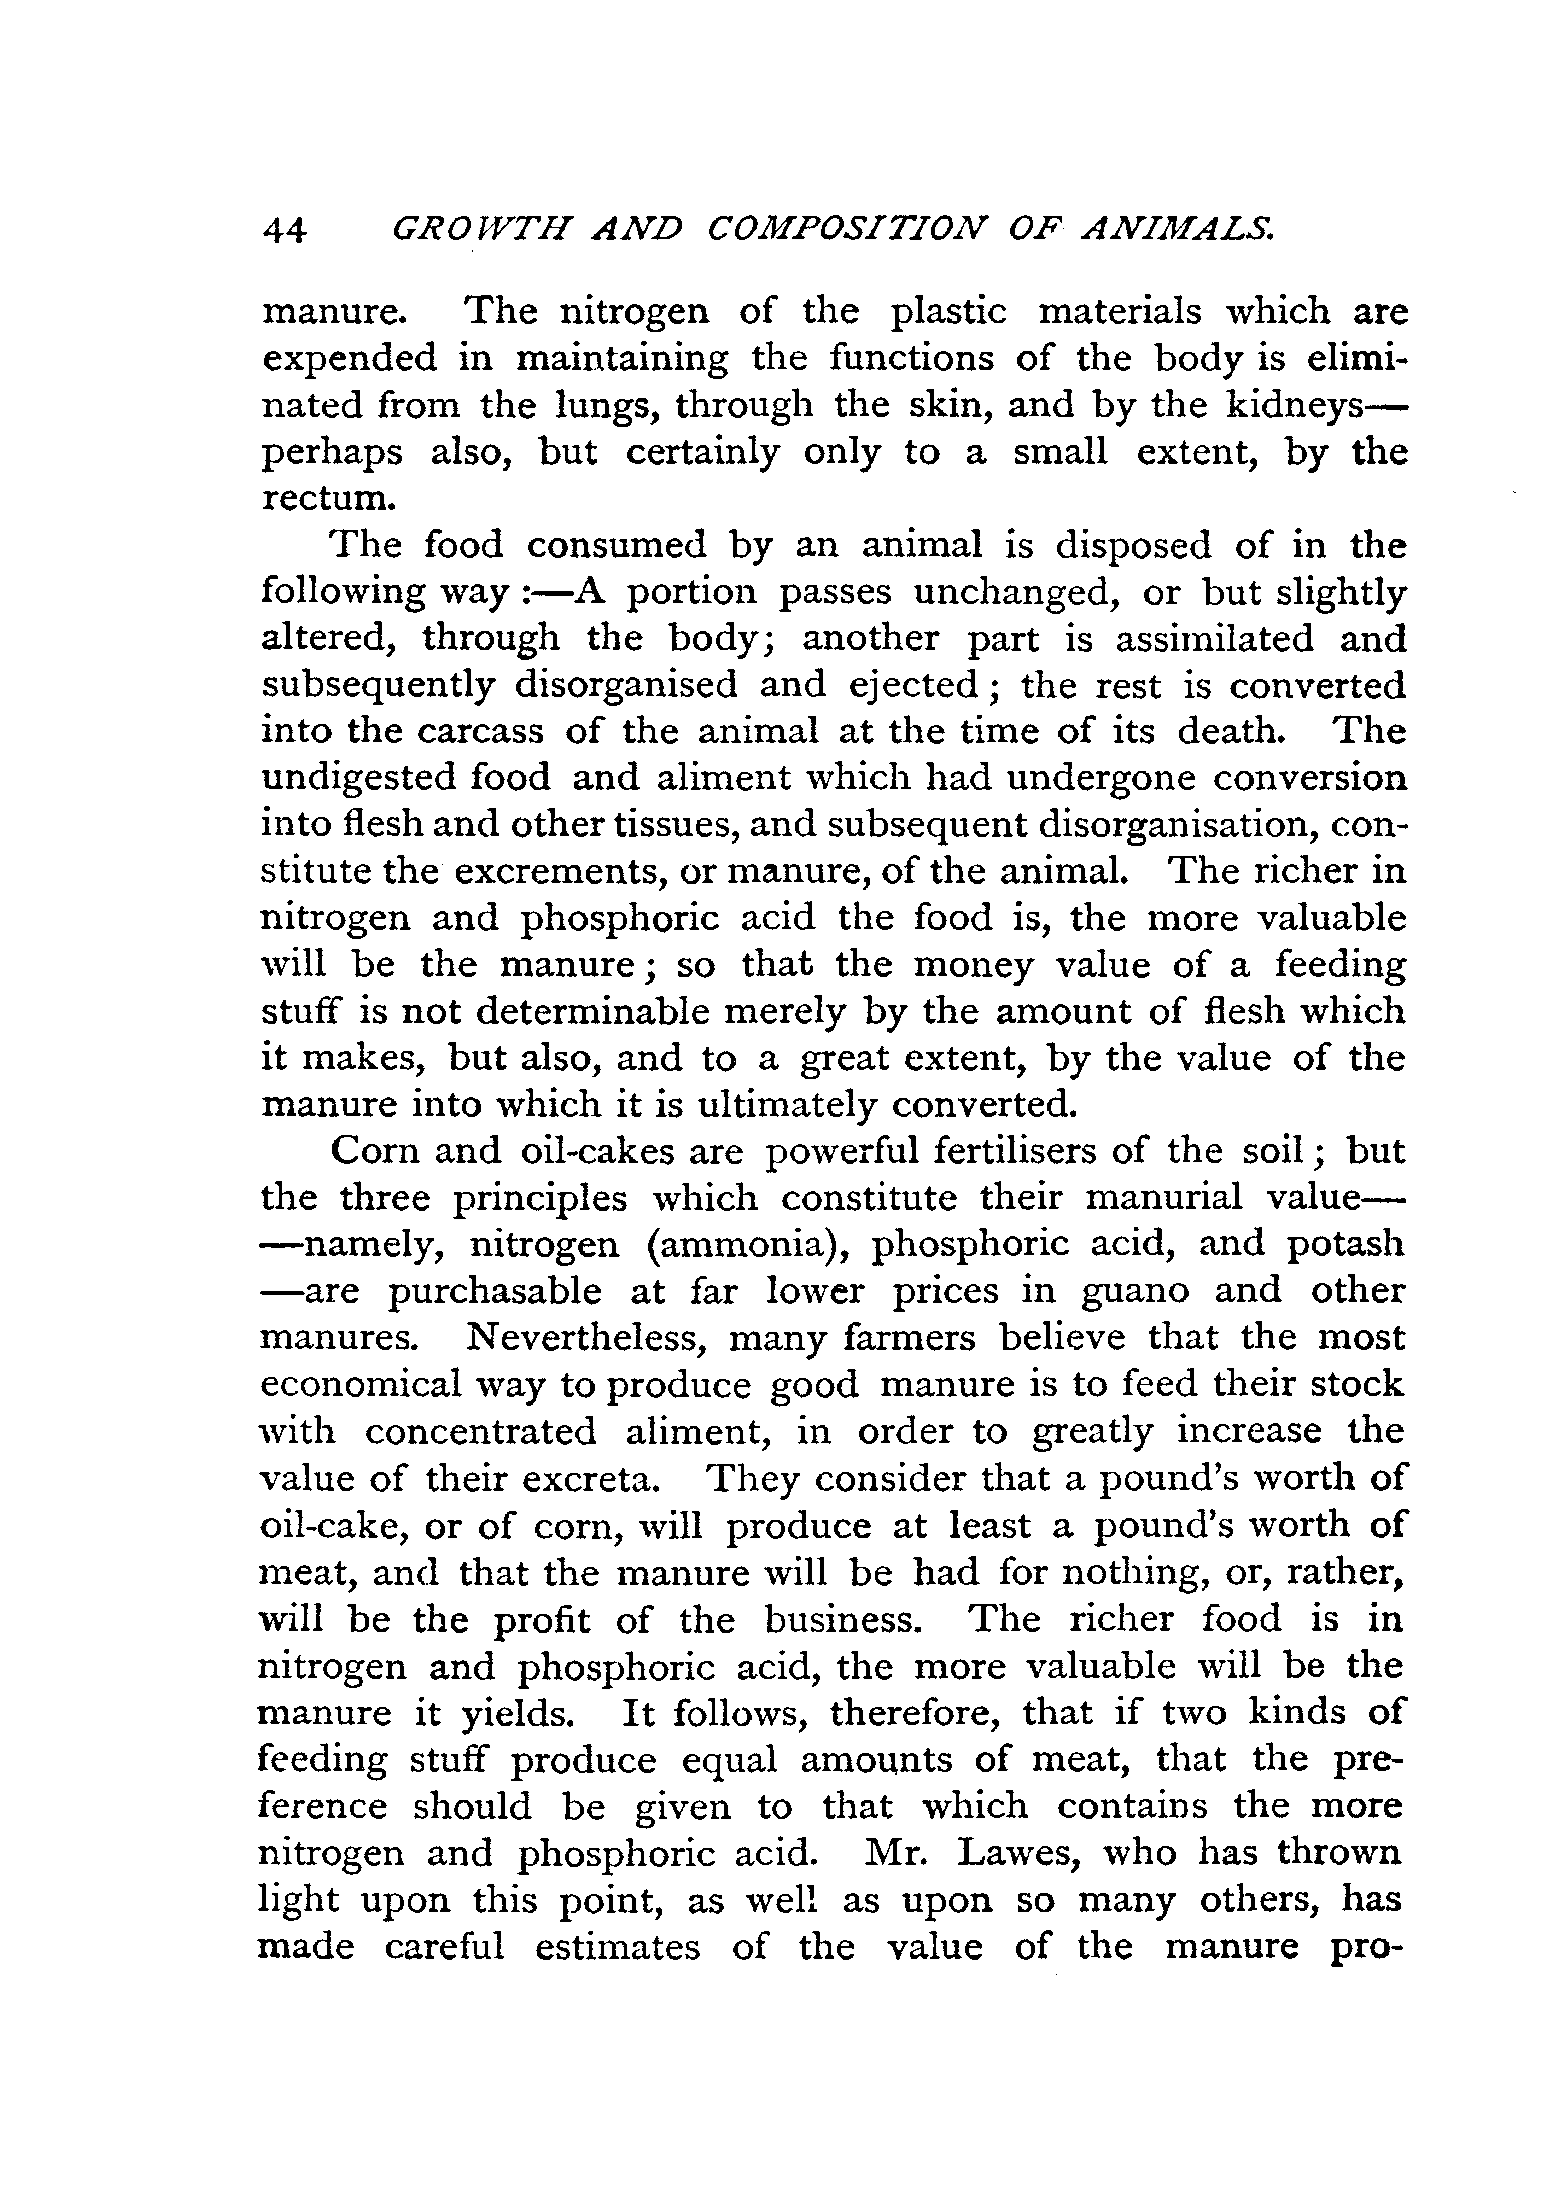 44 GROWTH AND COMPOSITION OF ANIMALS.
manure. The nitrogen of the plastic materials which are
expended in maintaining the functions of the body is elimi-
nated from the lungs, through the skin, and by the kidneys—
perhaps also, but certainly only to a small extent, by the
rectum.
The food consumed by an animal is disposed of in the
following way :—A portion passes unchanged, or but slightly
altered, through the body; another part is assimilated and
subsequently disorganised and ejected ; the rest is converted
into the carcass of the animal at the time of its death. The
undigested food and aliment which had undergone conversion
into flesh and other tissues, and subsequent disorganisation, con-
stitute the excrements, or manure, of the animal. The richer in
nitrogen and phosphoric acid the food is, the more valuable
will be the manure ; so that the money value of a feeding
stuff is not determinable merely by the amount of flesh which
it makes, but also, and to a great extent, by the value of the
manure into which it is ultimately converted.
Corn and oil-cakes are powerful fertilisers of the soil ; but
the three principles which constitute their manurial value—
—namely, nitrogen (ammonia), phosphoric acid, and potash
—are purchasable at far lower prices in guano and other
manures. Nevertheless, many farmers believe that the most
economical way to produce good manure is to feed their stock
with concentrated aliment, in order to greatly increase the
value of their excreta. They consider that a pound's worth of
oil-cake, or of corn, will produce at least a pound's worth of
meat, and that the manure will be had for nothing, or, rather,
will be the profit of the business. The richer food is in
nitrogen and phosphoric acid, the more valuable will be the
manure it yields. It follows, therefore, that if two kinds of
feeding stuff produce equal amounts of meat, that the pre-
ference should be given to that which contains the more
nitrogen and phosphoric acid. Mr. Lawes, who has thrown
light upon this point, as well as upon so many others, has
made careful estimates of the value of the manure pro-